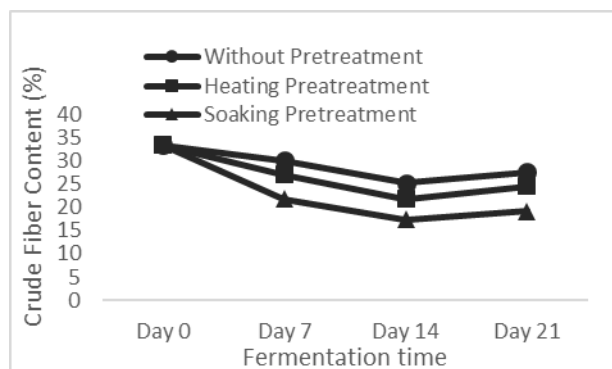 Without Pretreatment
Heating Preatreatment
Soaking Pretreatment
Crude Fiber Content (%)
40
35
30
25
20
15
10
5
0
Day 0 Day 7 Day 14 Day 21
Fermentation time